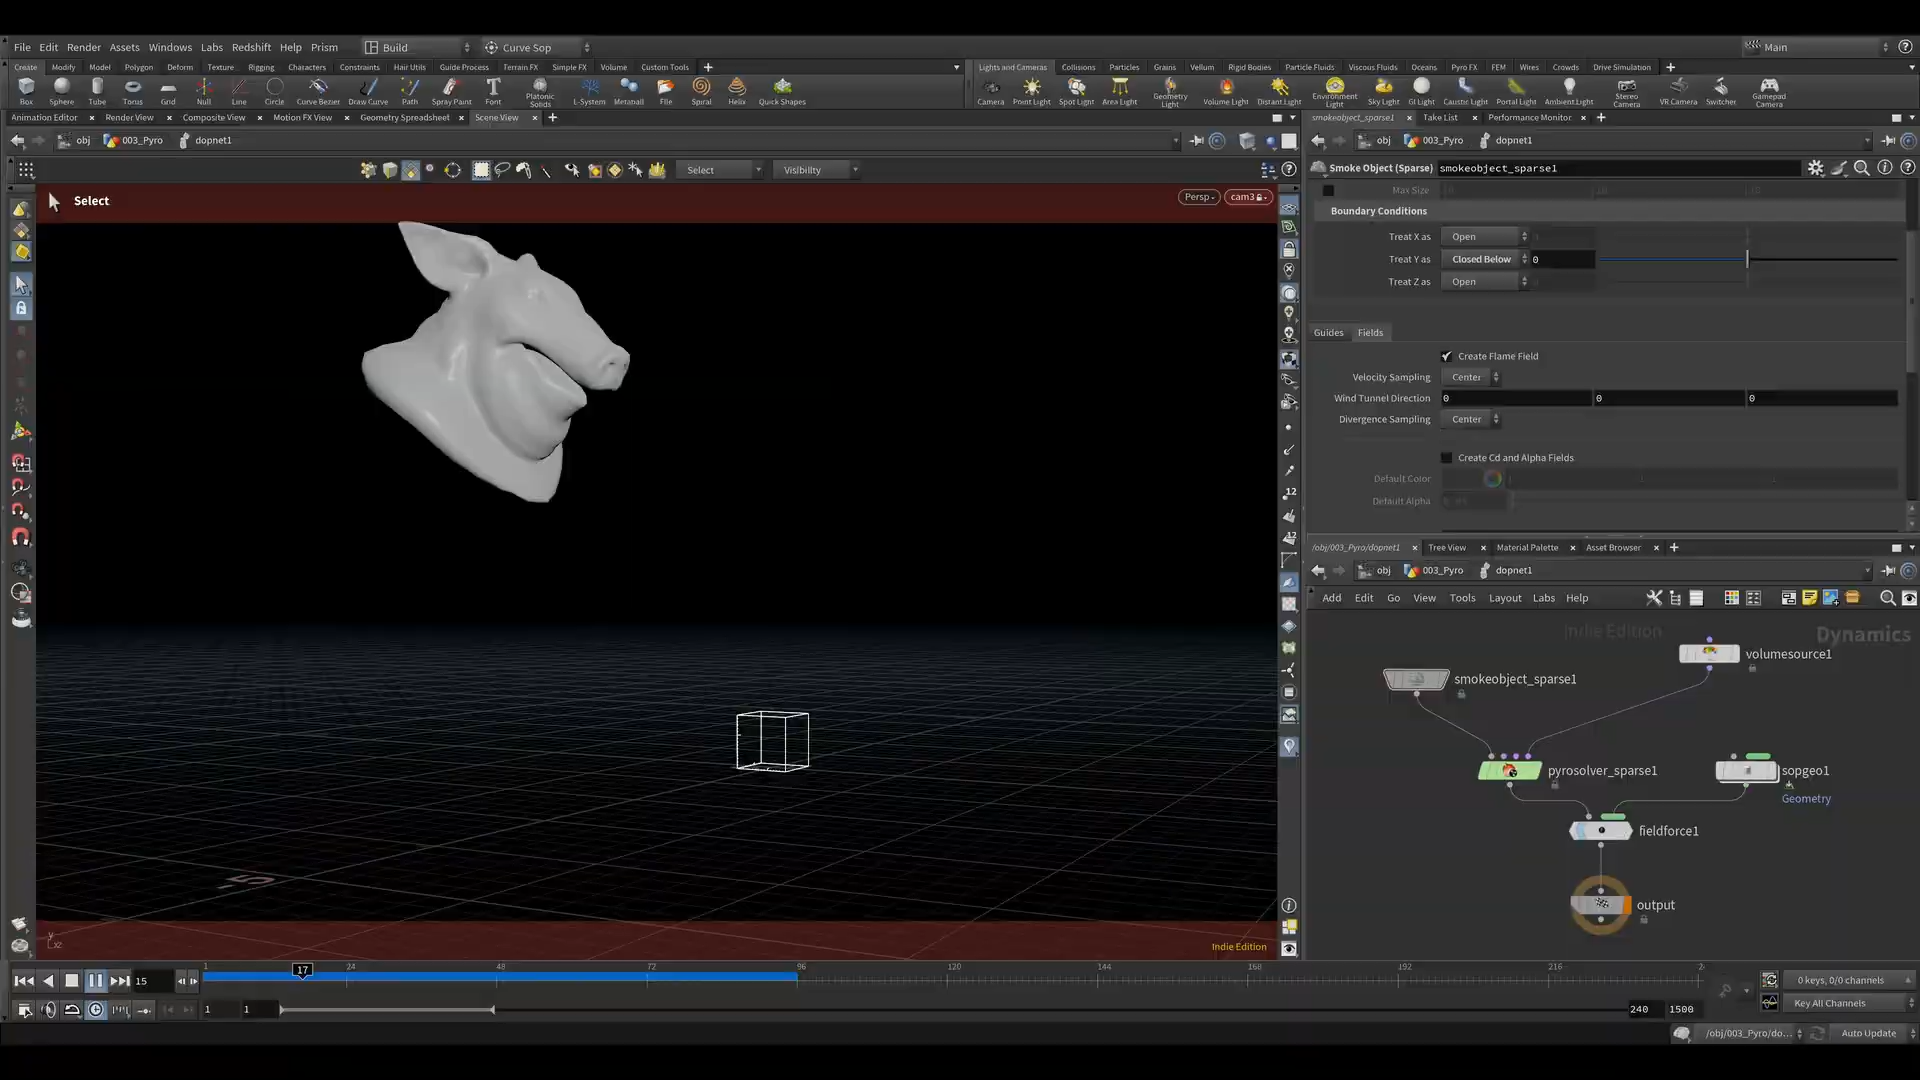 File Edit Render Assets Windows Labs Redshift Help Prism Build Curve Sop Main
Create Modify Model Polygon Deform Texture Rigging Characters Constraints Hair Utils Guide Process Terrain FX Simple FX Volume Custom Tools
Lights and Cameras Collisions Particles Grains Vellum Rigid Bodies Particle Fluids Viscous Fluids Oceans Pyro FX FEM Wires Crowds Drive Simulation
Box Sphere Tube Torus Grid Null Line Circle Curve Bezier Draw Curve Path Spray Paint Font Platonic Solids L-System Metaball File Spiral Helix Quick Shapes
Camera Point Light Spot Light Area Light Geometry Light Volume Light Distant Light Environment Light Sky Light GI Light Caustic Light Portal Light Ambient Light Stereo Camera VR Camera Switcher Gamepad Camera
Animation Editor Render View Composite View Motion FX View Geometry Spreadsheet Scene View
smokeobject_sparse1 Take List Performance Monitor
obj 003_Pyro dopnet1
obj 003_Pyro dopnet1
Select Visibility
Smoke Object (Sparse) smokeobject_sparse1
Select
Persp cam3
Max Size
Boundary Conditions
Treat X as Open
Treat Y as Closed Below 0
Treat Z as Open
Guides Fields
Create Flame Field
Velocity Sampling Center
Wind Tunnel Direction 0 0 0
Divergence Sampling Center
Create Cd and Alpha Fields
Default Color
Default Alpha
/obj/003_Pyro/dopnet1 Tree View Material Palette Asset Browser
obj 003_Pyro dopnet1
Add Edit Go View Tools Layout Labs Help
Indie Edition
Dynamics
volumesource1
smokeobject_sparse1
pyrosolver_sparse1
sopgeo1
Geometry
fieldforce1
output
12
12
-5
Indie Edition
15 1 17 24 48 72 96 120 144 168 192 216
0 keys, 0/0 channels
1 1 240 1500
Key All Channels
/obj/003_Pyro/do... Auto Update